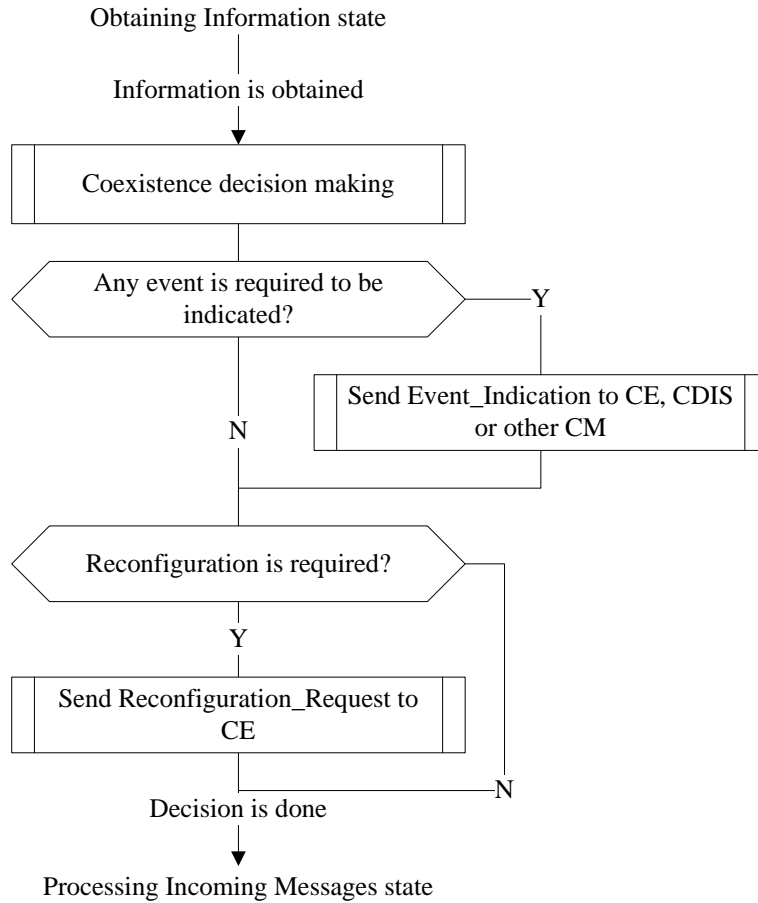 Obtaining Information state
Information is obtained
Coexistence decision making
Any event is required to be
indicated?
Y
Send Event_Indication to CE, CDIS
or other CM
N
Reconfiguration is required?
Y
Send Reconfiguration_Request to
CE
N
Decision is done
Processing Incoming Messages state